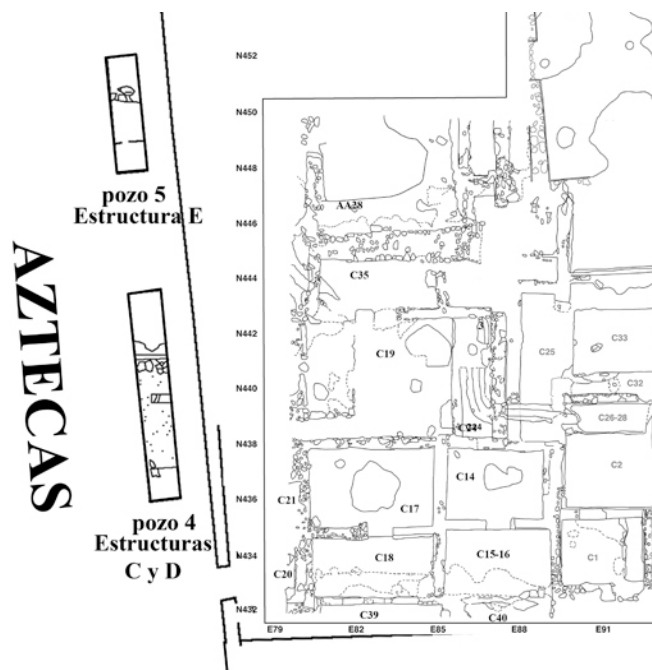 N452
N450
pozo 5
Estructura E
N448
N446
N444
N442
N440
N438
N436
N434
N432
AZTECAS
pozo 4
Estructuras
C y D
AA28
C35
C19
C25
C33
C32
C26-28
C2
C14
C21
C17
C20
C18
C15-16
C1
C39
C40
E79
E82
E85
E88
E91